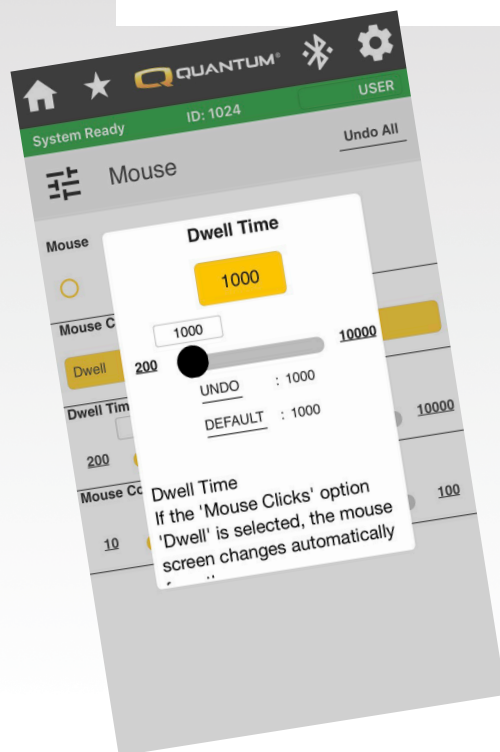 QUANTUM®
System Ready
ID: 1024
USER
Mouse
Undo All
Mouse
Mouse C
Dwell
Dwell Tim
200
10000
Mouse Co
10
100
Dwell Time
1000
1000
200
10000
UNDO : 1000
DEFAULT : 1000
Dwell Time
If the 'Mouse Clicks' option
'Dwell' is selected, the mouse
screen changes automatically